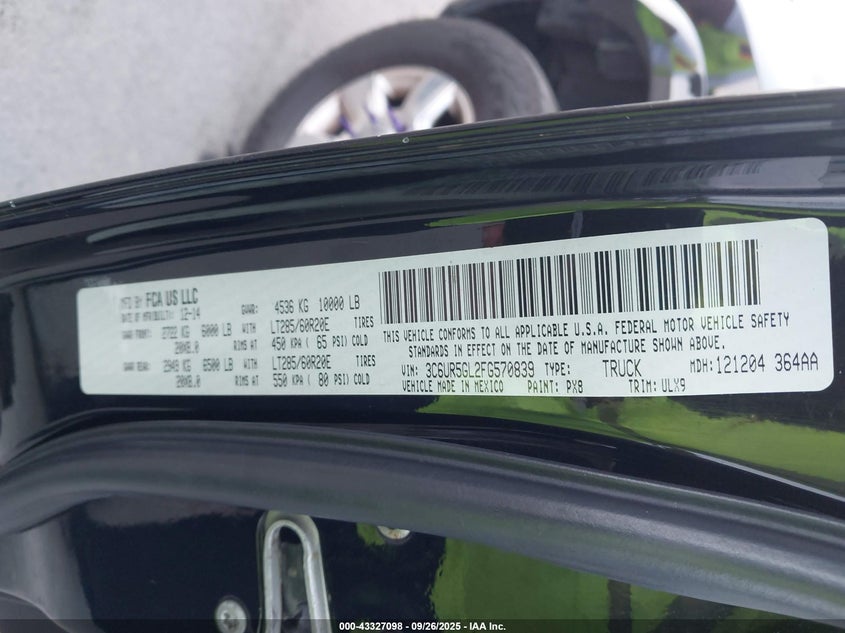 MFD BY: FCA US LLC
DATE OF MFR(BUILT): 12-14
GVWR: 4536 KG 10000 LB
GAWR FRONT: 2722 KG 6000 LB WITH LT285/60R20E TIRES
20X8.0 RIMS AT 450 KPA ( 65 PSI) COLD
GAWR REAR: 2949 KG 6500 LB WITH LT285/60R20E TIRES
20X8.0 RIMS AT 550 KPA ( 80 PSI) COLD
THIS VEHICLE CONFORMS TO ALL APPLICABLE U.S.A. FEDERAL MOTOR VEHICLE SAFETY
STANDARDS IN EFFECT ON THE DATE OF MANUFACTURE SHOWN ABOVE.
VIN: 3C6UR5GL2FG570839 TYPE: TRUCK MDH: 121204 364AA
VEHICLE MADE IN MEXICO PAINT: PX8 TRIM: ULX9
000-43327098 - 09/26/2025 - IAA Inc.